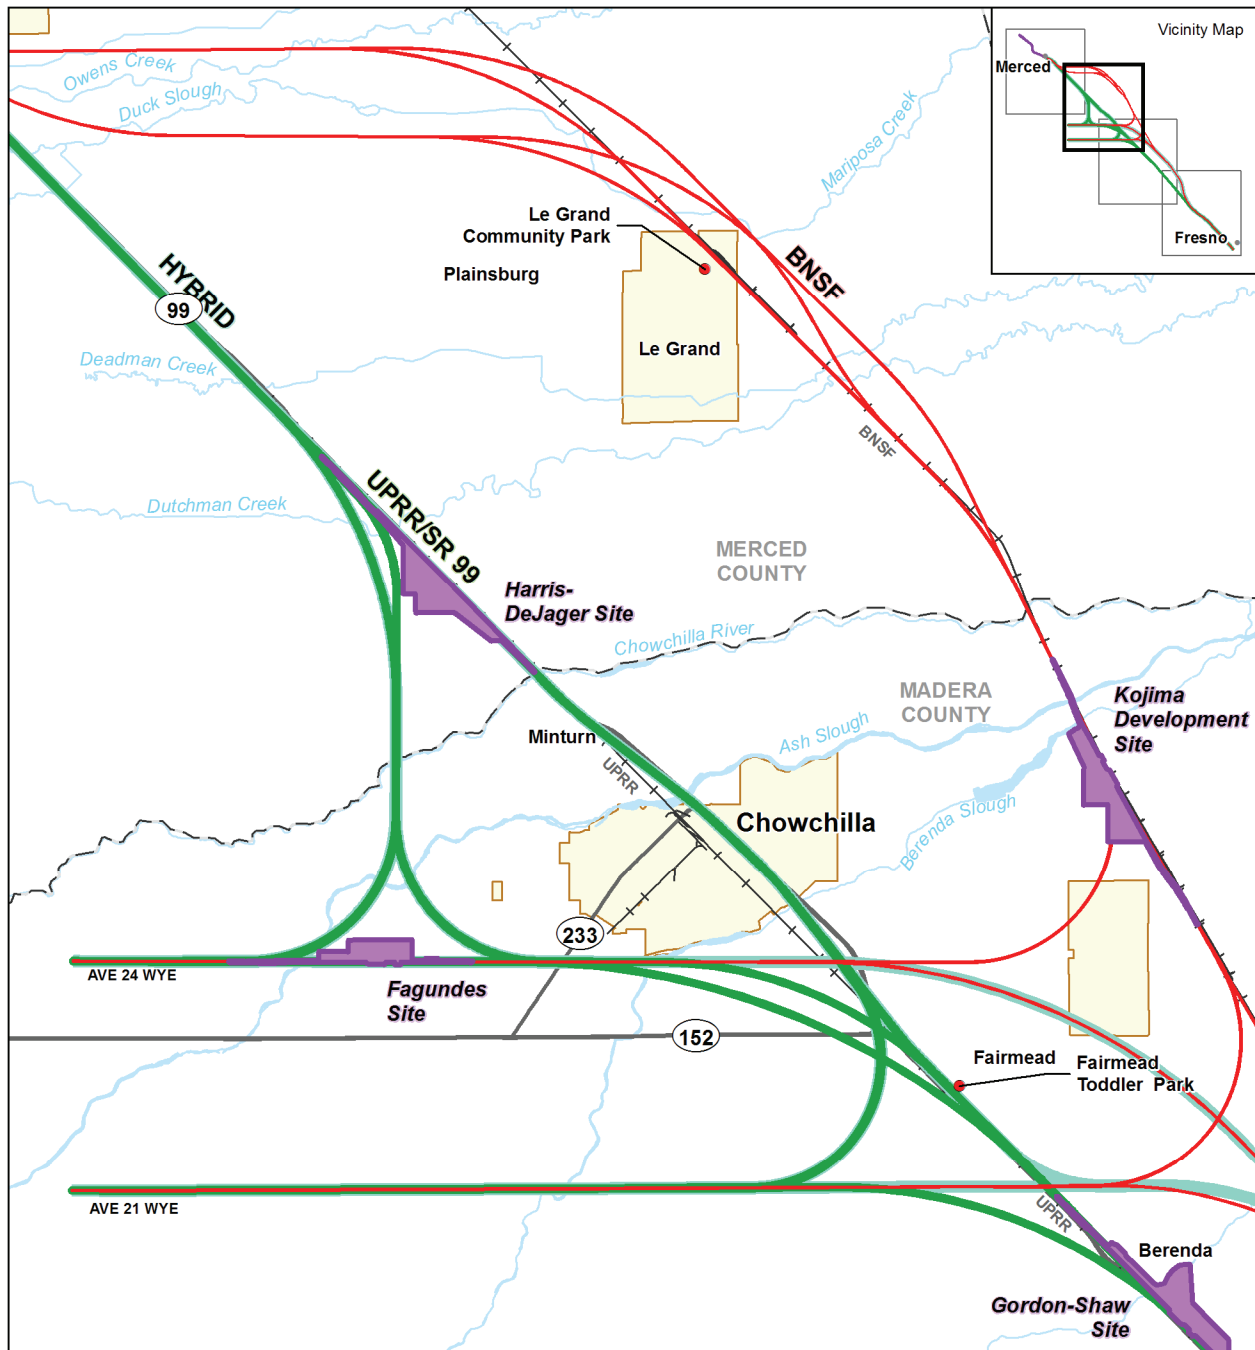 Vicinity Map
Merced
Fresno
Owens Creek
Duck Slough
Mariposa Creek
Le Grand
Community Park
Plainsburg
BNSF
HYBRID
99
Le Grand
Deadman Creek
BNSF
UPRR/SR 99
Dutchman Creek
MERCED
COUNTY
Harris-
DeJager Site
Chowchilla River
MADERA
COUNTY
Kojima
Development
Site
Ash Slough
Minturn
UPRR
Chowchilla
Berenda Slough
233
AVE 24 WYE
Fagundes
Site
152
Fairmead
Fairmead
Toddler Park
AVE 21 WYE
UPRR
Berenda
Gordon-Shaw
Site